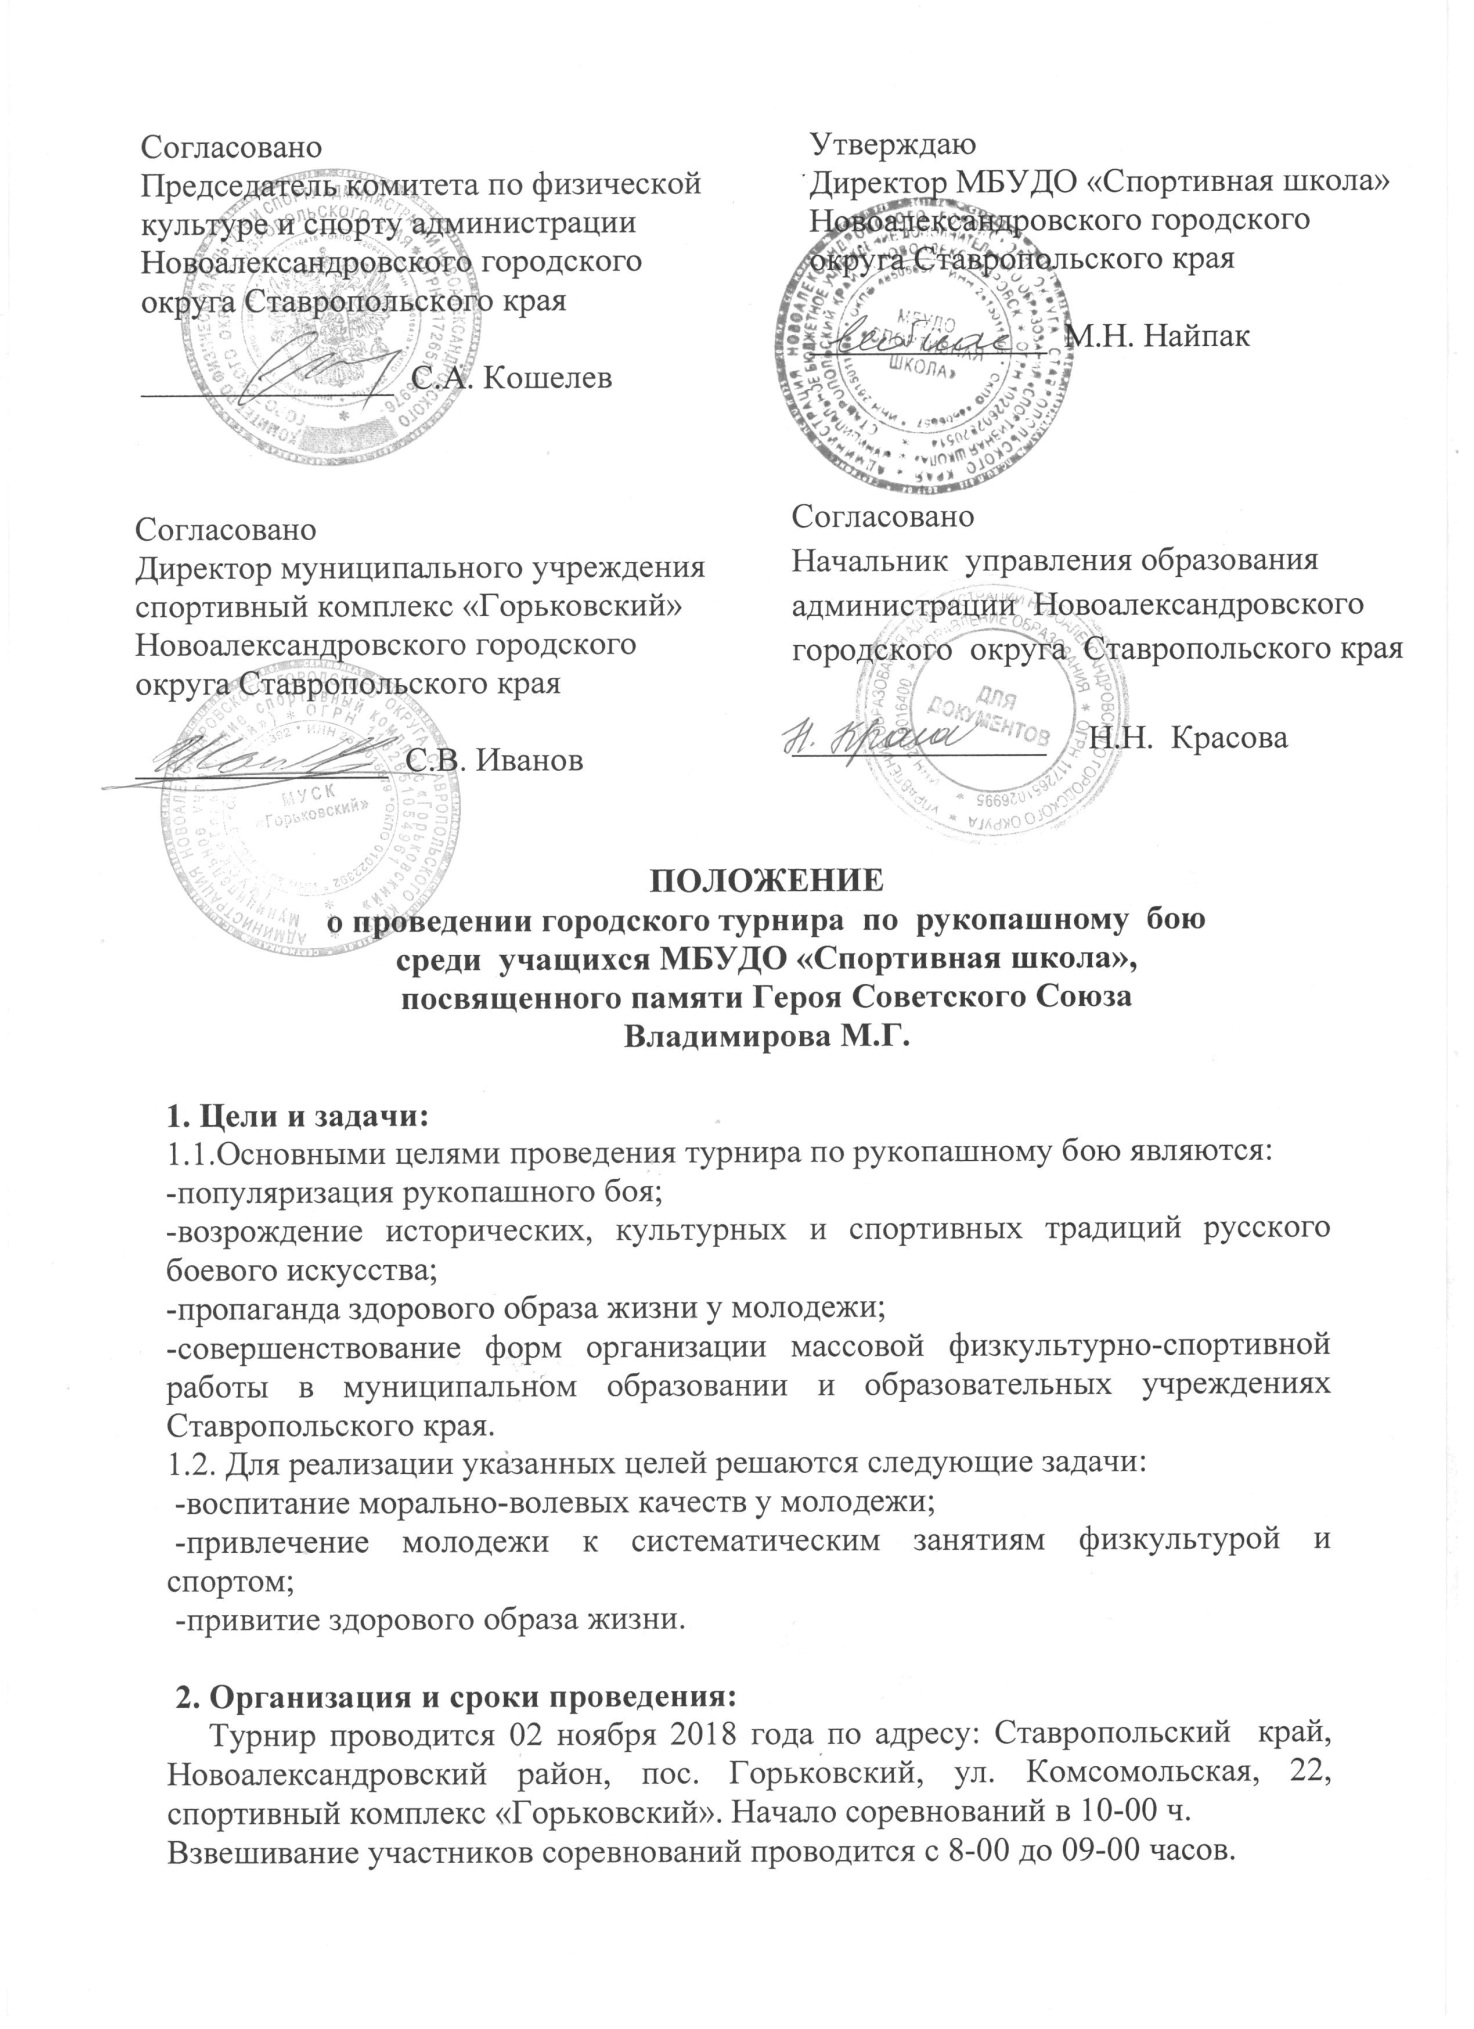 Согласовано
Председатель комитета по физической
культуре и спорту администрации
Новоалександровского городского
округа Ставропольского края
С.А. Кошелев
Утверждаю
Директор МБУДО «Спортивная школа»
Новоалександровского городского
округа Ставропольского края
М.Н. Найпак
МБУДО
«СПОРТИВНАЯ
ШКОЛА»
Согласовано
Директор муниципального учреждения
спортивный комплекс «Горьковский»
Новоалександровского городского
округа Ставропольского края
С.В. Иванов
МУСК
«Горьковский»
Согласовано
Начальник управления образования
администрации Новоалександровского
городского округа Ставропольского края
Н.Н. Красова
ДЛЯ
ДОКУМЕНТОВ
ПОЛОЖЕНИЕ
о проведении городского турнира по рукопашному бою
среди учащихся МБУДО «Спортивная школа»,
посвященного памяти Героя Советского Союза
Владимирова М.Г.
1. Цели и задачи:
1.1.Основными целями проведения турнира по рукопашному бою являются:
-популяризация рукопашного боя;
-возрождение исторических, культурных и спортивных традиций русского
боевого искусства;
-пропаганда здорового образа жизни у молодежи;
-совершенствование форм организации массовой физкультурно-спортивной
работы в муниципальном образовании и образовательных учреждениях
Ставропольского края.
1.2. Для реализации указанных целей решаются следующие задачи:
-воспитание морально-волевых качеств у молодежи;
-привлечение молодежи к систематическим занятиям физкультурой и
спортом;
-привитие здорового образа жизни.
2. Организация и сроки проведения:
Турнир проводится 02 ноября 2018 года по адресу: Ставропольский край,
Новоалександровский район, пос. Горьковский, ул. Комсомольская, 22,
спортивный комплекс «Горьковский». Начало соревнований в 10-00 ч.
Взвешивание участников соревнований проводится с 8-00 до 09-00 часов.